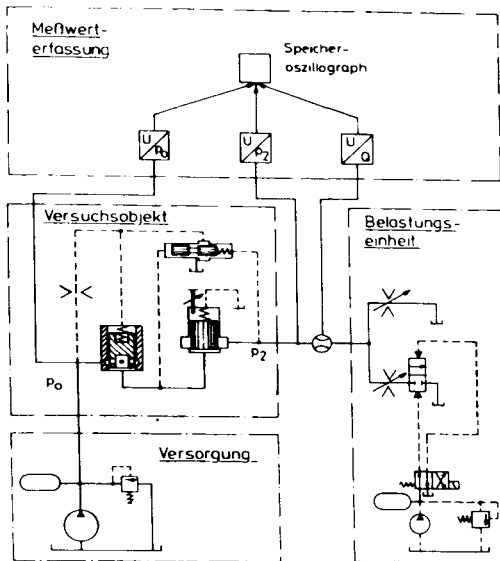 Meßwert-
erfassung
Speicher-
oszillograph
U
p₀
U
p₂
U
Q
Versuchsobjekt
Belastungs-
einheit
p₂
p₀
Versorgung